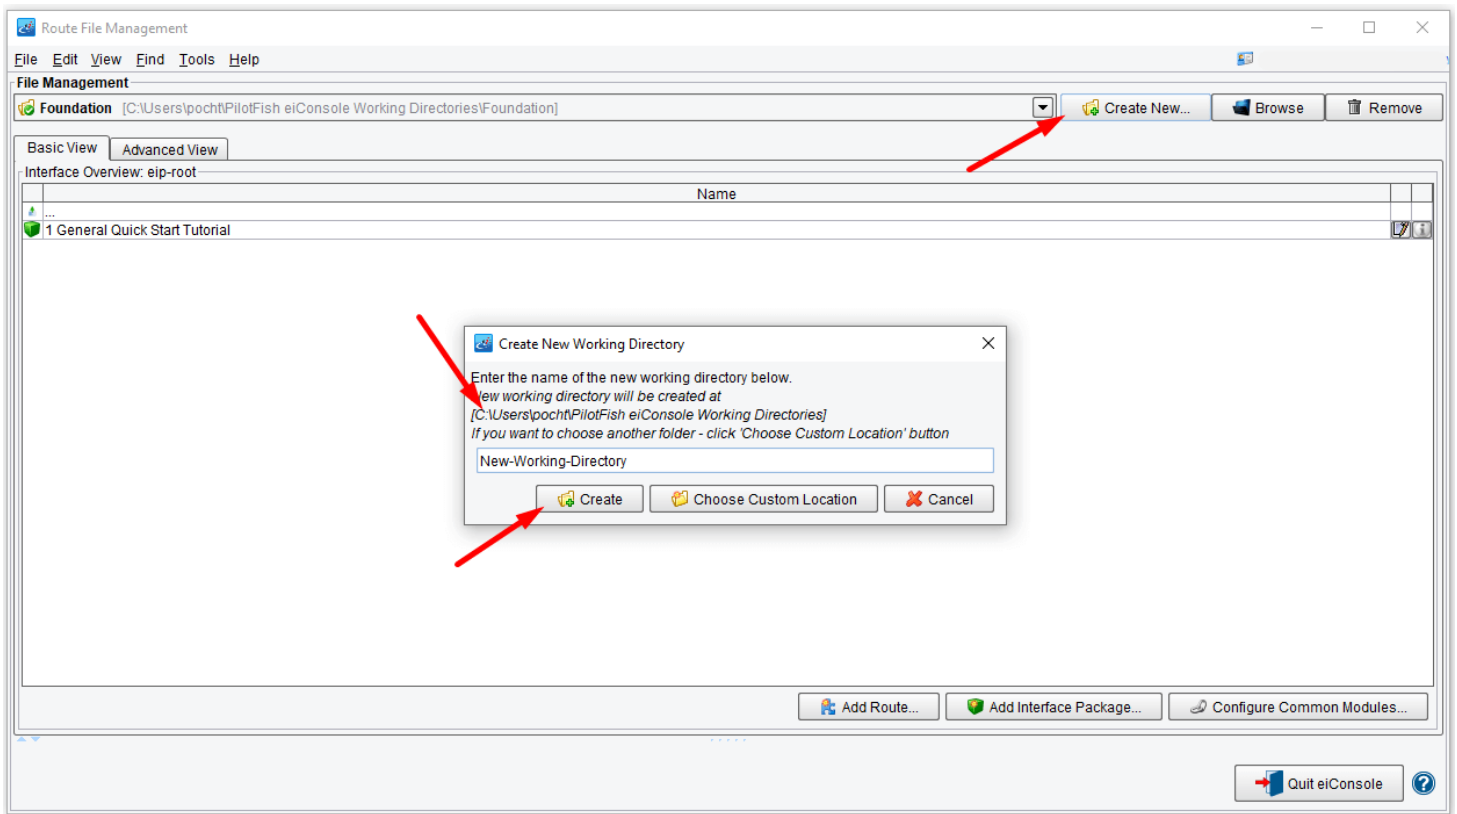 Route File Management
File Edit View Find Tools Help
File Management
Foundation [C:\Users\pocht\PilotFish eiConsole Working Directories\Foundation]
Create New...
Browse
Remove
Basic View
Advanced View
Interface Overview: eip-root
Name
...
1 General Quick Start Tutorial
Create New Working Directory
Enter the name of the new working directory below.
working directory will be created at
[C:\Users\pocht\PilotFish eiConsole Working Directories]
If you want to choose another folder - click 'Choose Custom Location' button
New-Working-Directory
Create
Choose Custom Location
Cancel
Add Route...
Add Interface Package...
Configure Common Modules...
Quit eiConsole
?